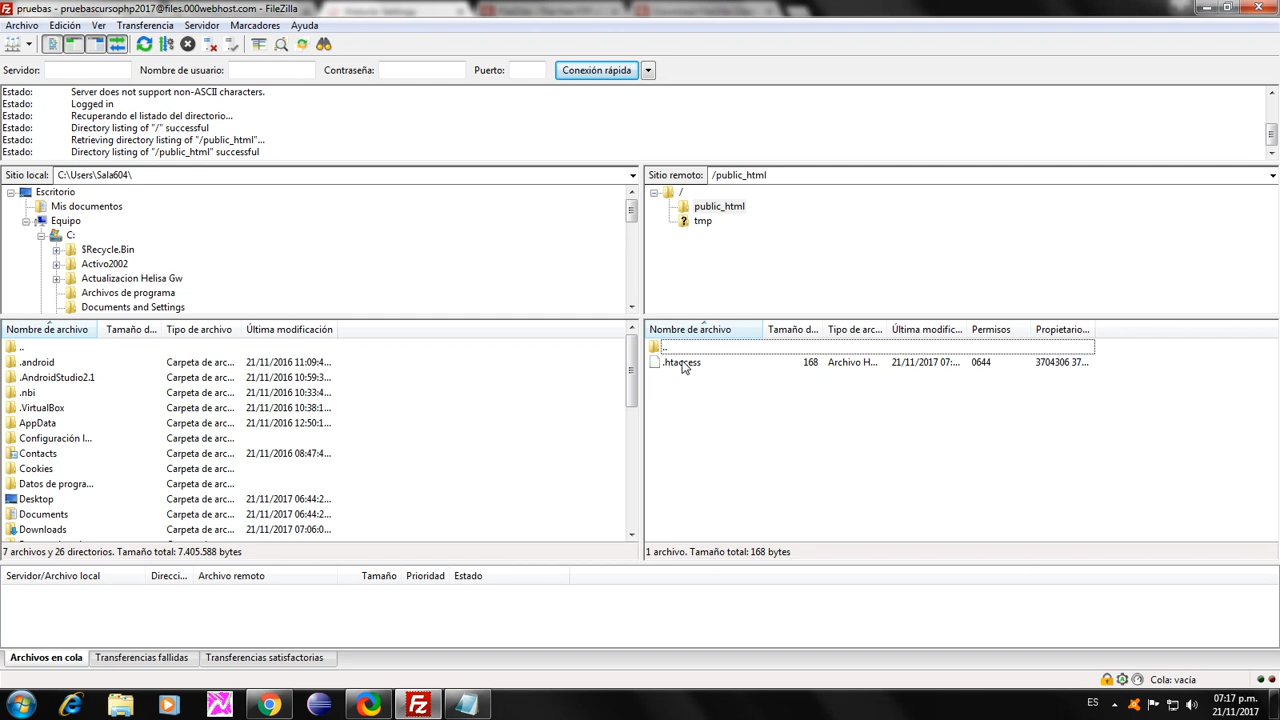 pruebas - pruebascursophp2017@files.000webhost.com - FileZilla
Archivo Edición Ver Transferencia Servidor Marcadores Ayuda
Servidor: Nombre de usuario: Contraseña: Puerto: Conexión rápida
Estado: Server does not support non-ASCII characters.
Estado: Logged in
Estado: Recuperando el listado del directorio...
Estado: Directory listing of "/" successful
Estado: Retrieving directory listing of "/public_html"...
Estado: Directory listing of "/public_html" successful
Sitio local: C:\Users\Sala604\
Escritorio
Mis documentos
Equipo
C:
$Recycle.Bin
Activo2002
Actualizacion Helisa Gw
Archivos de programa
Documents and Settings
Sitio remoto: /public_html
/
public_html
tmp
Nombre de archivo Tamaño d... Tipo de archivo Última modificación
..
.android Carpeta de arc... 21/11/2016 11:09:4...
.AndroidStudio2.1 Carpeta de arc... 21/11/2016 10:59:3...
.nbi Carpeta de arc... 21/11/2016 10:33:4...
.VirtualBox Carpeta de arc... 21/11/2016 10:38:1...
AppData Carpeta de arc... 21/11/2016 12:50:1...
Configuración l... Carpeta de arc...
Contacts Carpeta de arc... 21/11/2016 08:47:4...
Cookies Carpeta de arc...
Datos de progra... Carpeta de arc...
Desktop Carpeta de arc... 21/11/2017 06:44:2...
Documents Carpeta de arc... 21/11/2017 06:44:2...
Downloads Carpeta de arc... 21/11/2017 07:06:0...
7 archivos y 26 directorios. Tamaño total: 7.405.588 bytes
Nombre de archivo Tamaño d... Tipo de arc... Última modific... Permisos Propietario...
..
.htaccess 168 Archivo H... 21/11/2017 07:... 0644 3704306 37...
1 archivo. Tamaño total: 168 bytes
Servidor/Archivo local Direcci... Archivo remoto Tamaño Prioridad Estado
Archivos en cola Transferencias fallidas Transferencias satisfactorias
Cola: vacía
ES
07:17 p.m.
21/11/2017